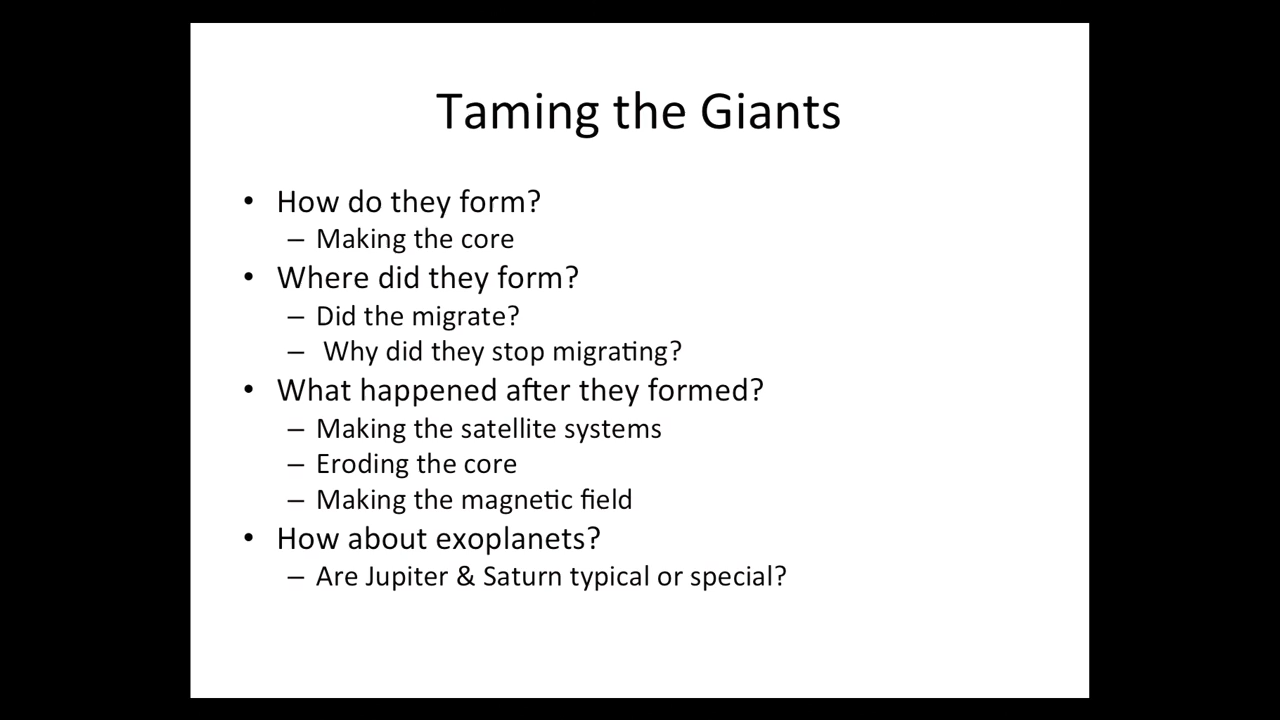 Taming the Giants
• How do they form?
– Making the core
• Where did they form?
– Did the migrate?
– Why did they stop migrating?
• What happened after they formed?
– Making the satellite systems
– Eroding the core
– Making the magnetic field
• How about exoplanets?
– Are Jupiter & Saturn typical or special?